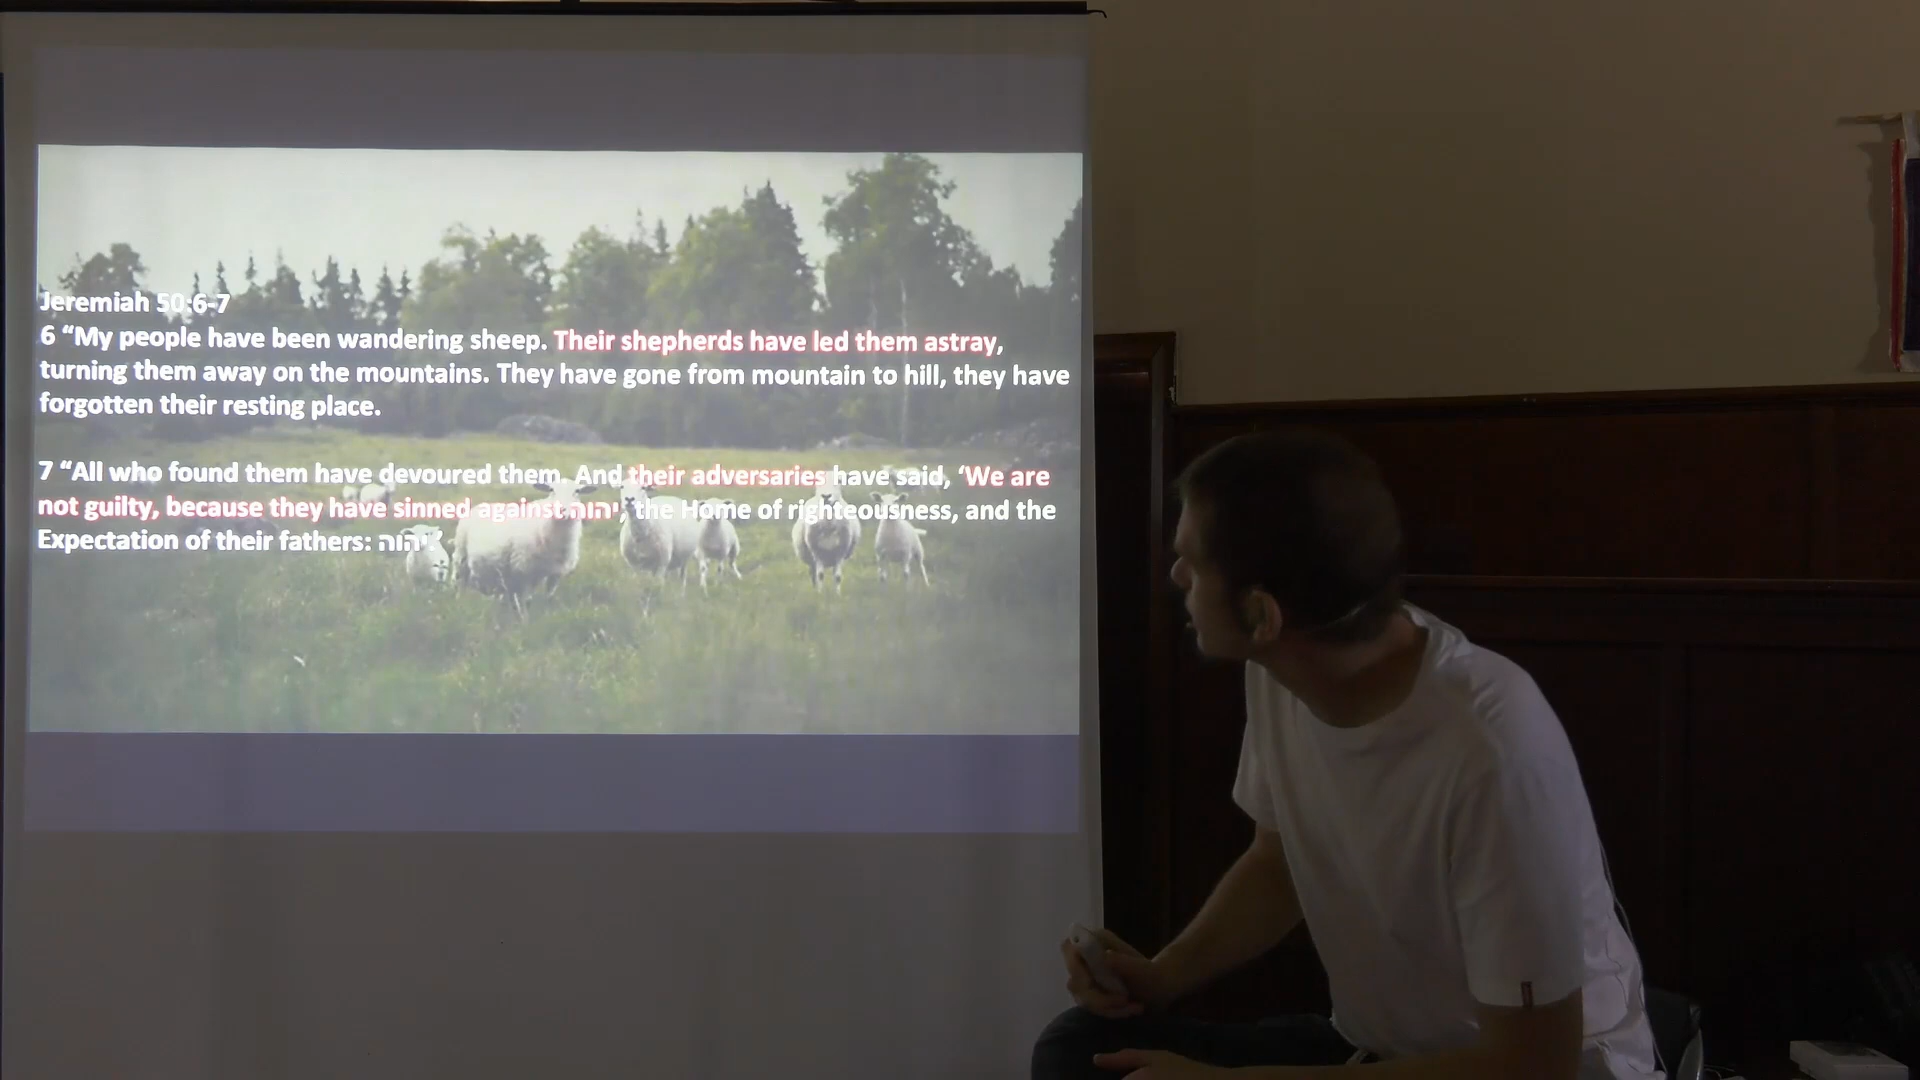 Jeremiah 50:6-7
6 “My people have been wandering sheep. Their shepherds have led them astray,
turning them away on the mountains. They have gone from mountain to hill, they have
forgotten their resting place.
7 “All who found them have devoured them. And their adversaries have said, ‘We are
not guilty, because they have sinned against יהוה, the Home of righteousness, and the
Expectation of their fathers: יהוה.’